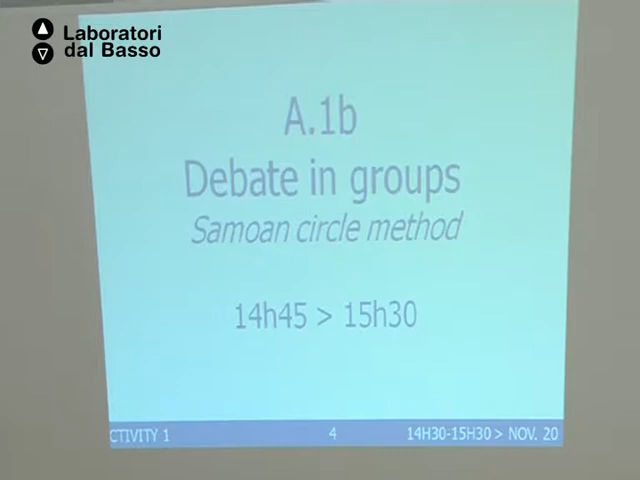 Laboratori
dal Basso
A.1b
Debate in groups
Samoan circle method
14h45 > 15h30
CTIVITY 1
4
14H30-15H30 > NOV. 20